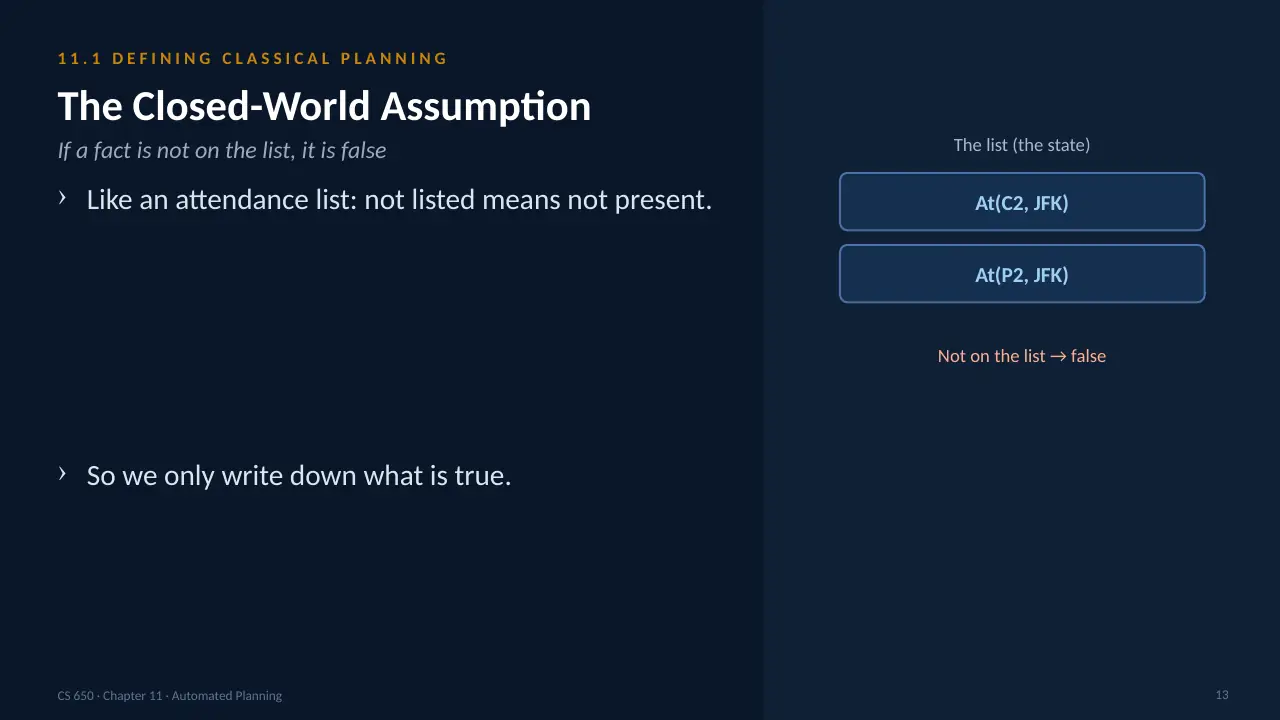 11.1 DEFINING CLASSICAL PLANNING
The Closed-World Assumption
If a fact is not on the list, it is false
› Like an attendance list: not listed means not present.
› So we only write down what is true.
The list (the state)
At(C2, JFK)
At(P2, JFK)
Not on the list → false
CS 650 · Chapter 11 · Automated Planning
13